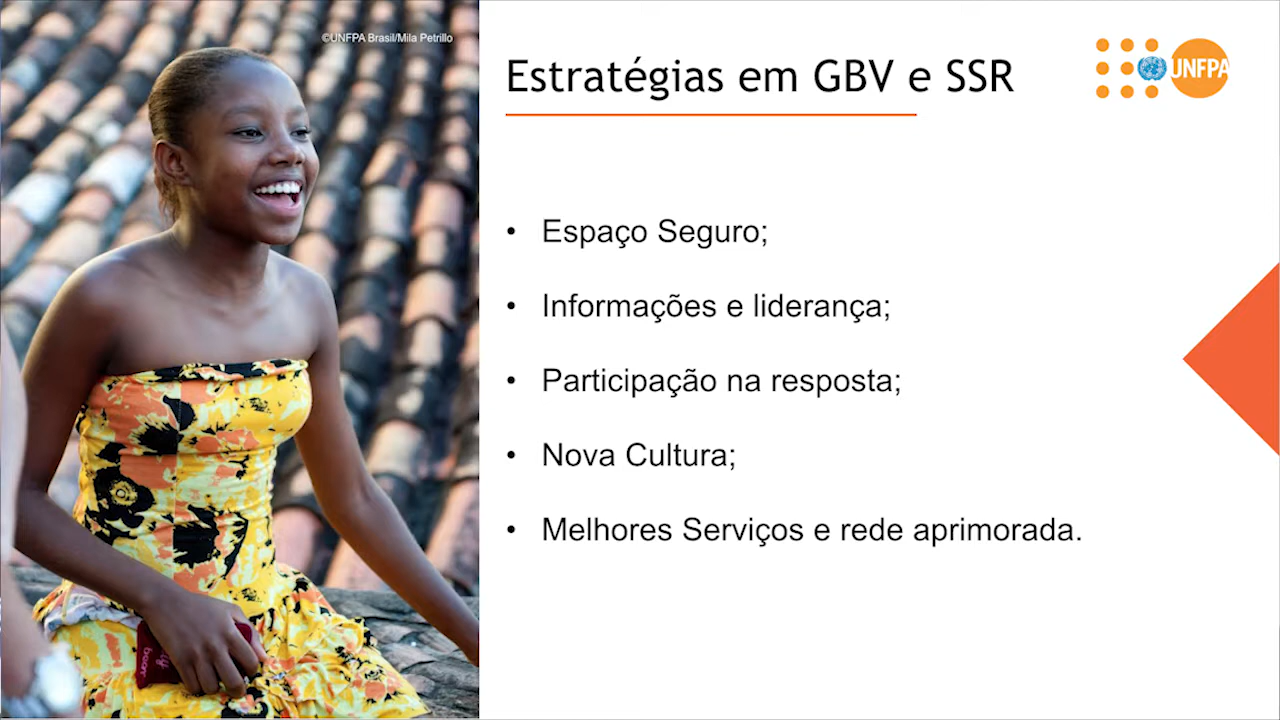 ©UNFPA Brasil/Mila Petrillo
Estratégias em GBV e SSR
UNFPA
• Espaço Seguro;
• Informações e liderança;
• Participação na resposta;
• Nova Cultura;
• Melhores Serviços e rede aprimorada.